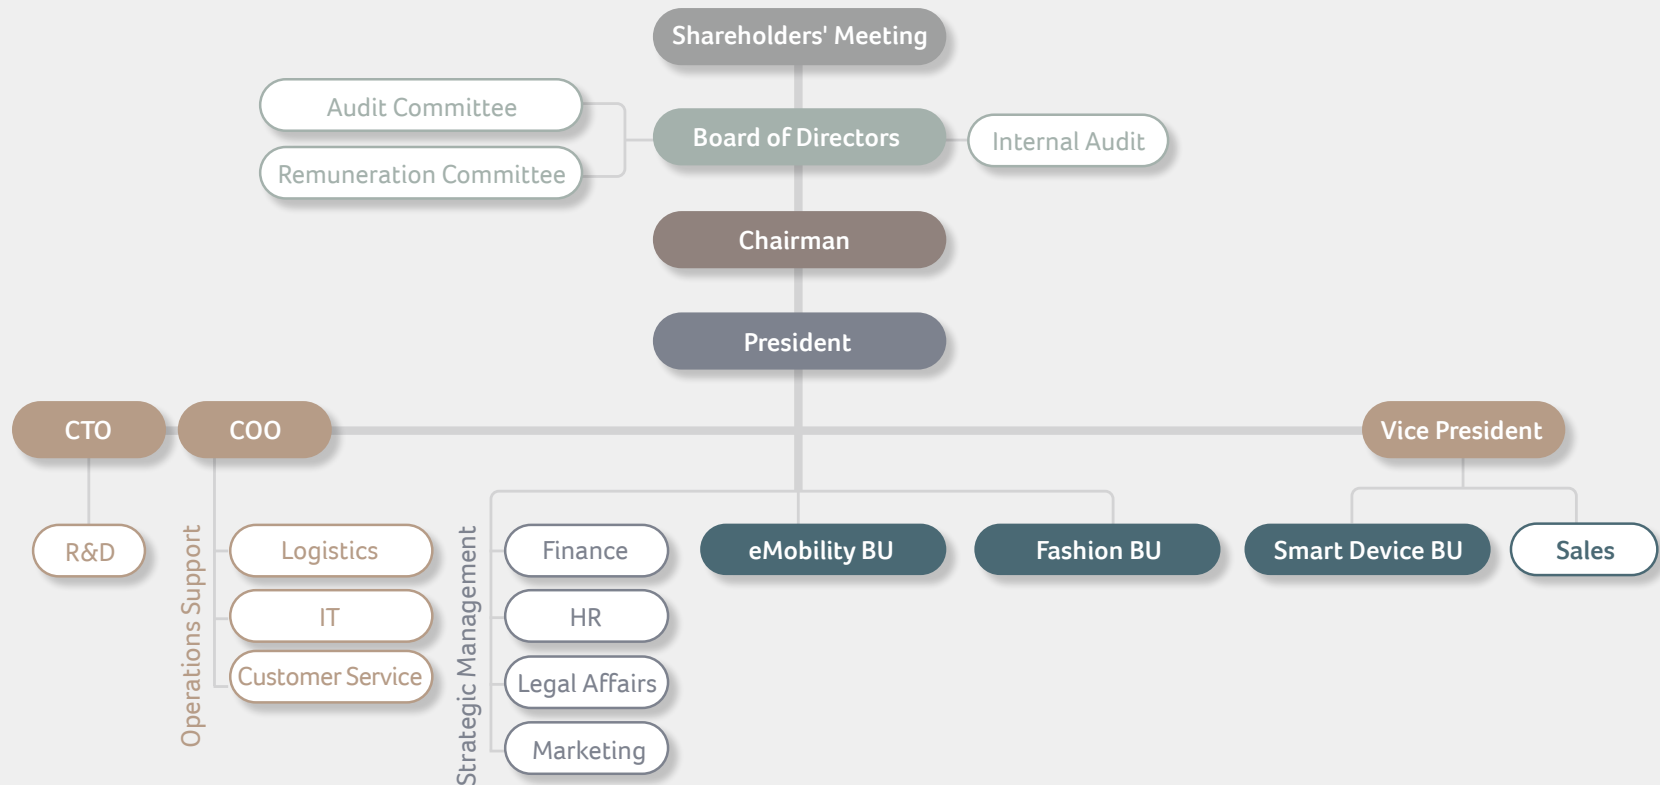 Shareholders' Meeting
Audit Committee
Board of Directors
Internal Audit
Remuneration Committee
Chairman
President
CTO
COO
Vice President
R&D
Operations Support
Logistics
IT
Customer Service
Strategic Management
Finance
HR
Legal Affairs
Marketing
eMobility BU
Fashion BU
Smart Device BU
Sales